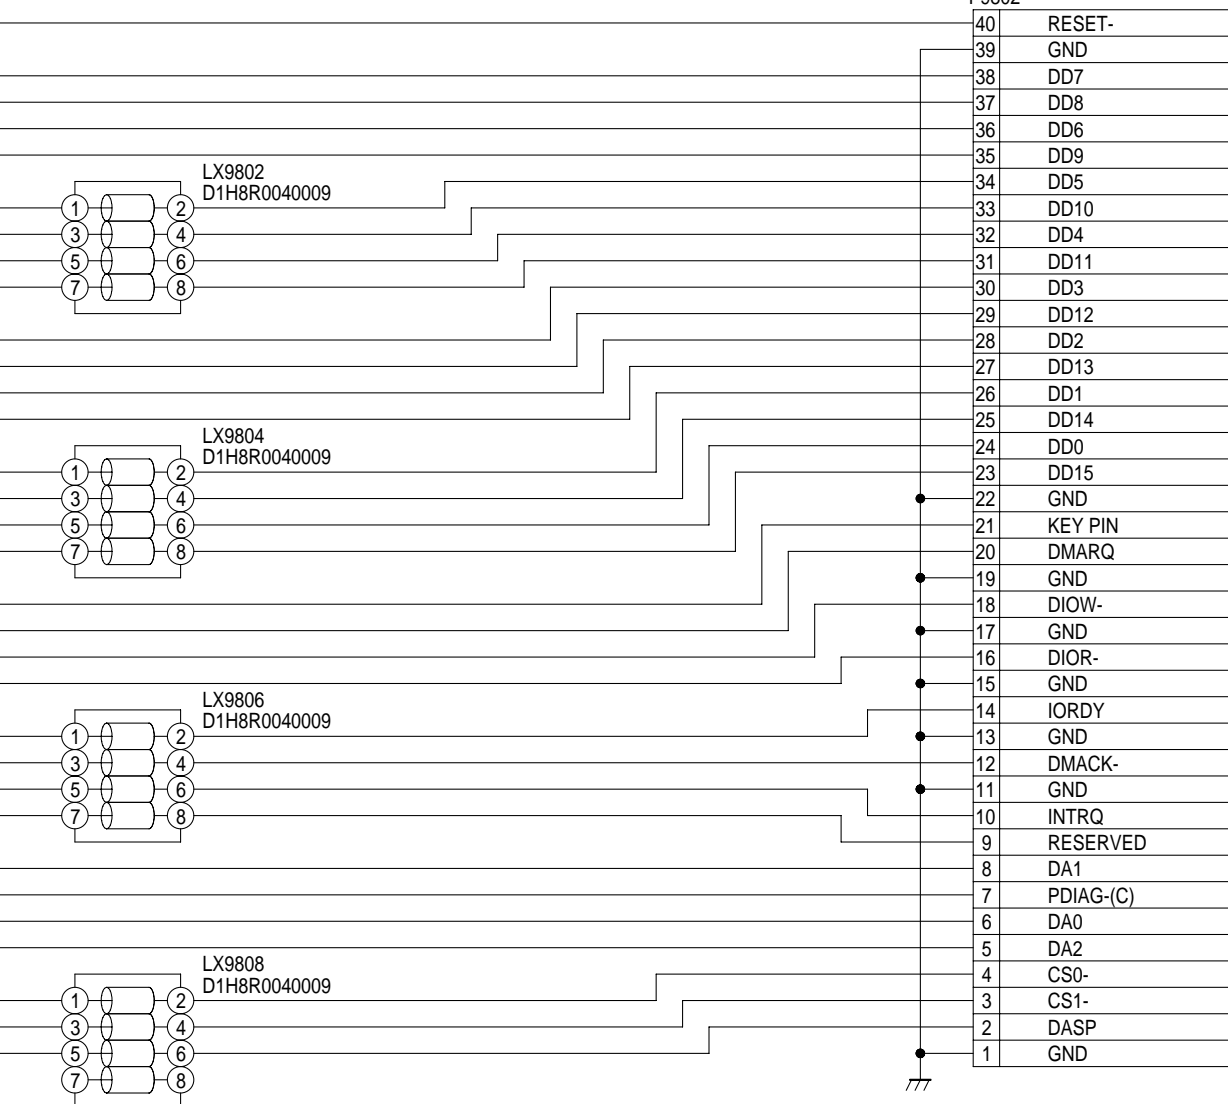 40 RESET-
39 GND
38 DD7
37 DD8
36 DD6
35 DD9
LX9802
D1H8R0040009
34 DD5
1 2 33 DD10
3 4 32 DD4
5 6 31 DD11
7 8 30 DD3
29 DD12
28 DD2
27 DD13
26 DD1
25 DD14
LX9804
D1H8R0040009
24 DD0
1 2 23 DD15
3 4 22 GND
5 6 21 KEY PIN
7 8 20 DMARQ
19 GND
18 DIOW-
17 GND
16 DIOR-
15 GND
LX9806
D1H8R0040009
14 IORDY
1 2 13 GND
3 4 12 DMACK-
5 6 11 GND
7 8 10 INTRQ
9 RESERVED
8 DA1
7 PDIAG-(C)
6 DA0
5 DA2
LX9808
D1H8R0040009
4 CS0-
1 2 3 CS1-
3 4 2 DASP
5 6 1 GND
7 8